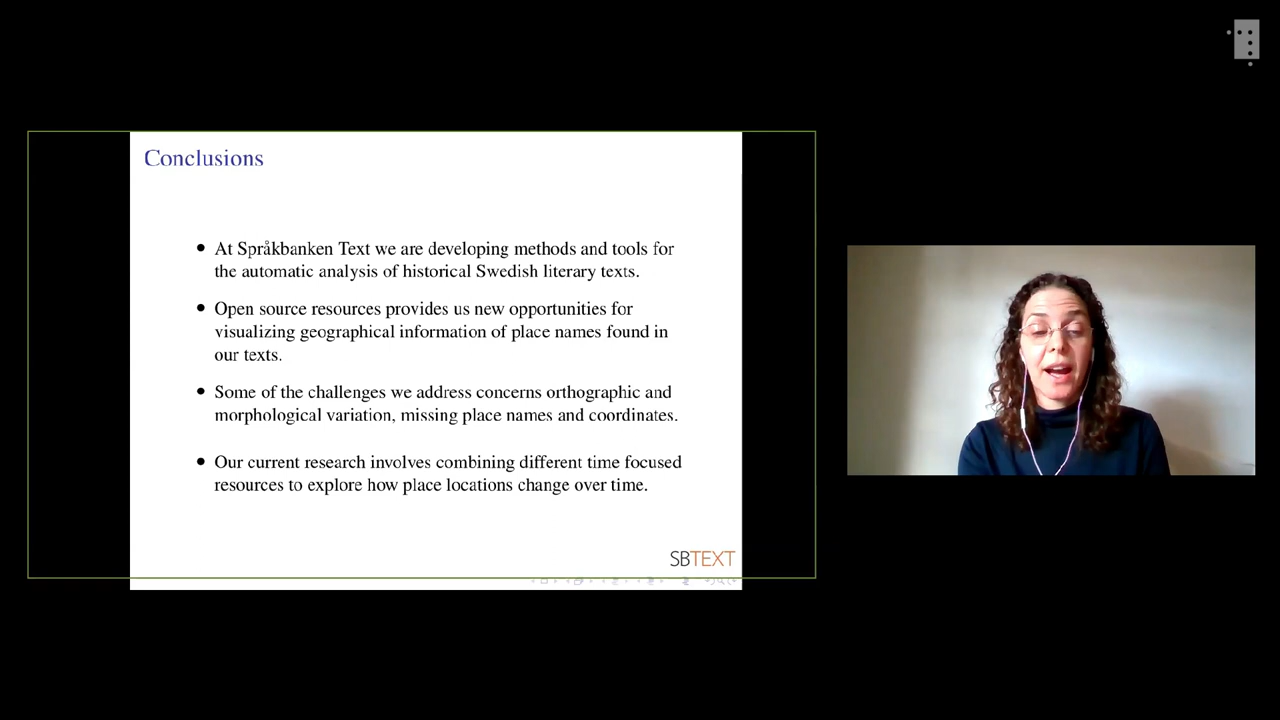 Conclusions
• At Språkbanken Text we are developing methods and tools for
the automatic analysis of historical Swedish literary texts.
• Open source resources provides us new opportunities for
visualizing geographical information of place names found in
our texts.
• Some of the challenges we address concerns orthographic and
morphological variation, missing place names and coordinates.
• Our current research involves combining different time focused
resources to explore how place locations change over time.
SBTEXT